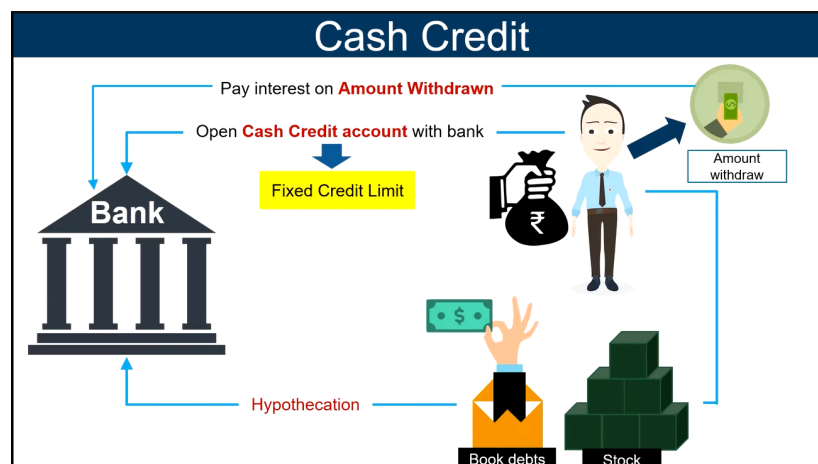 Cash Credit
Pay interest on Amount Withdrawn
Open Cash Credit account with bank
Fixed Credit Limit
Amount
withdraw
Bank
₹
$
$
Hypothecation
Book debts
Stock